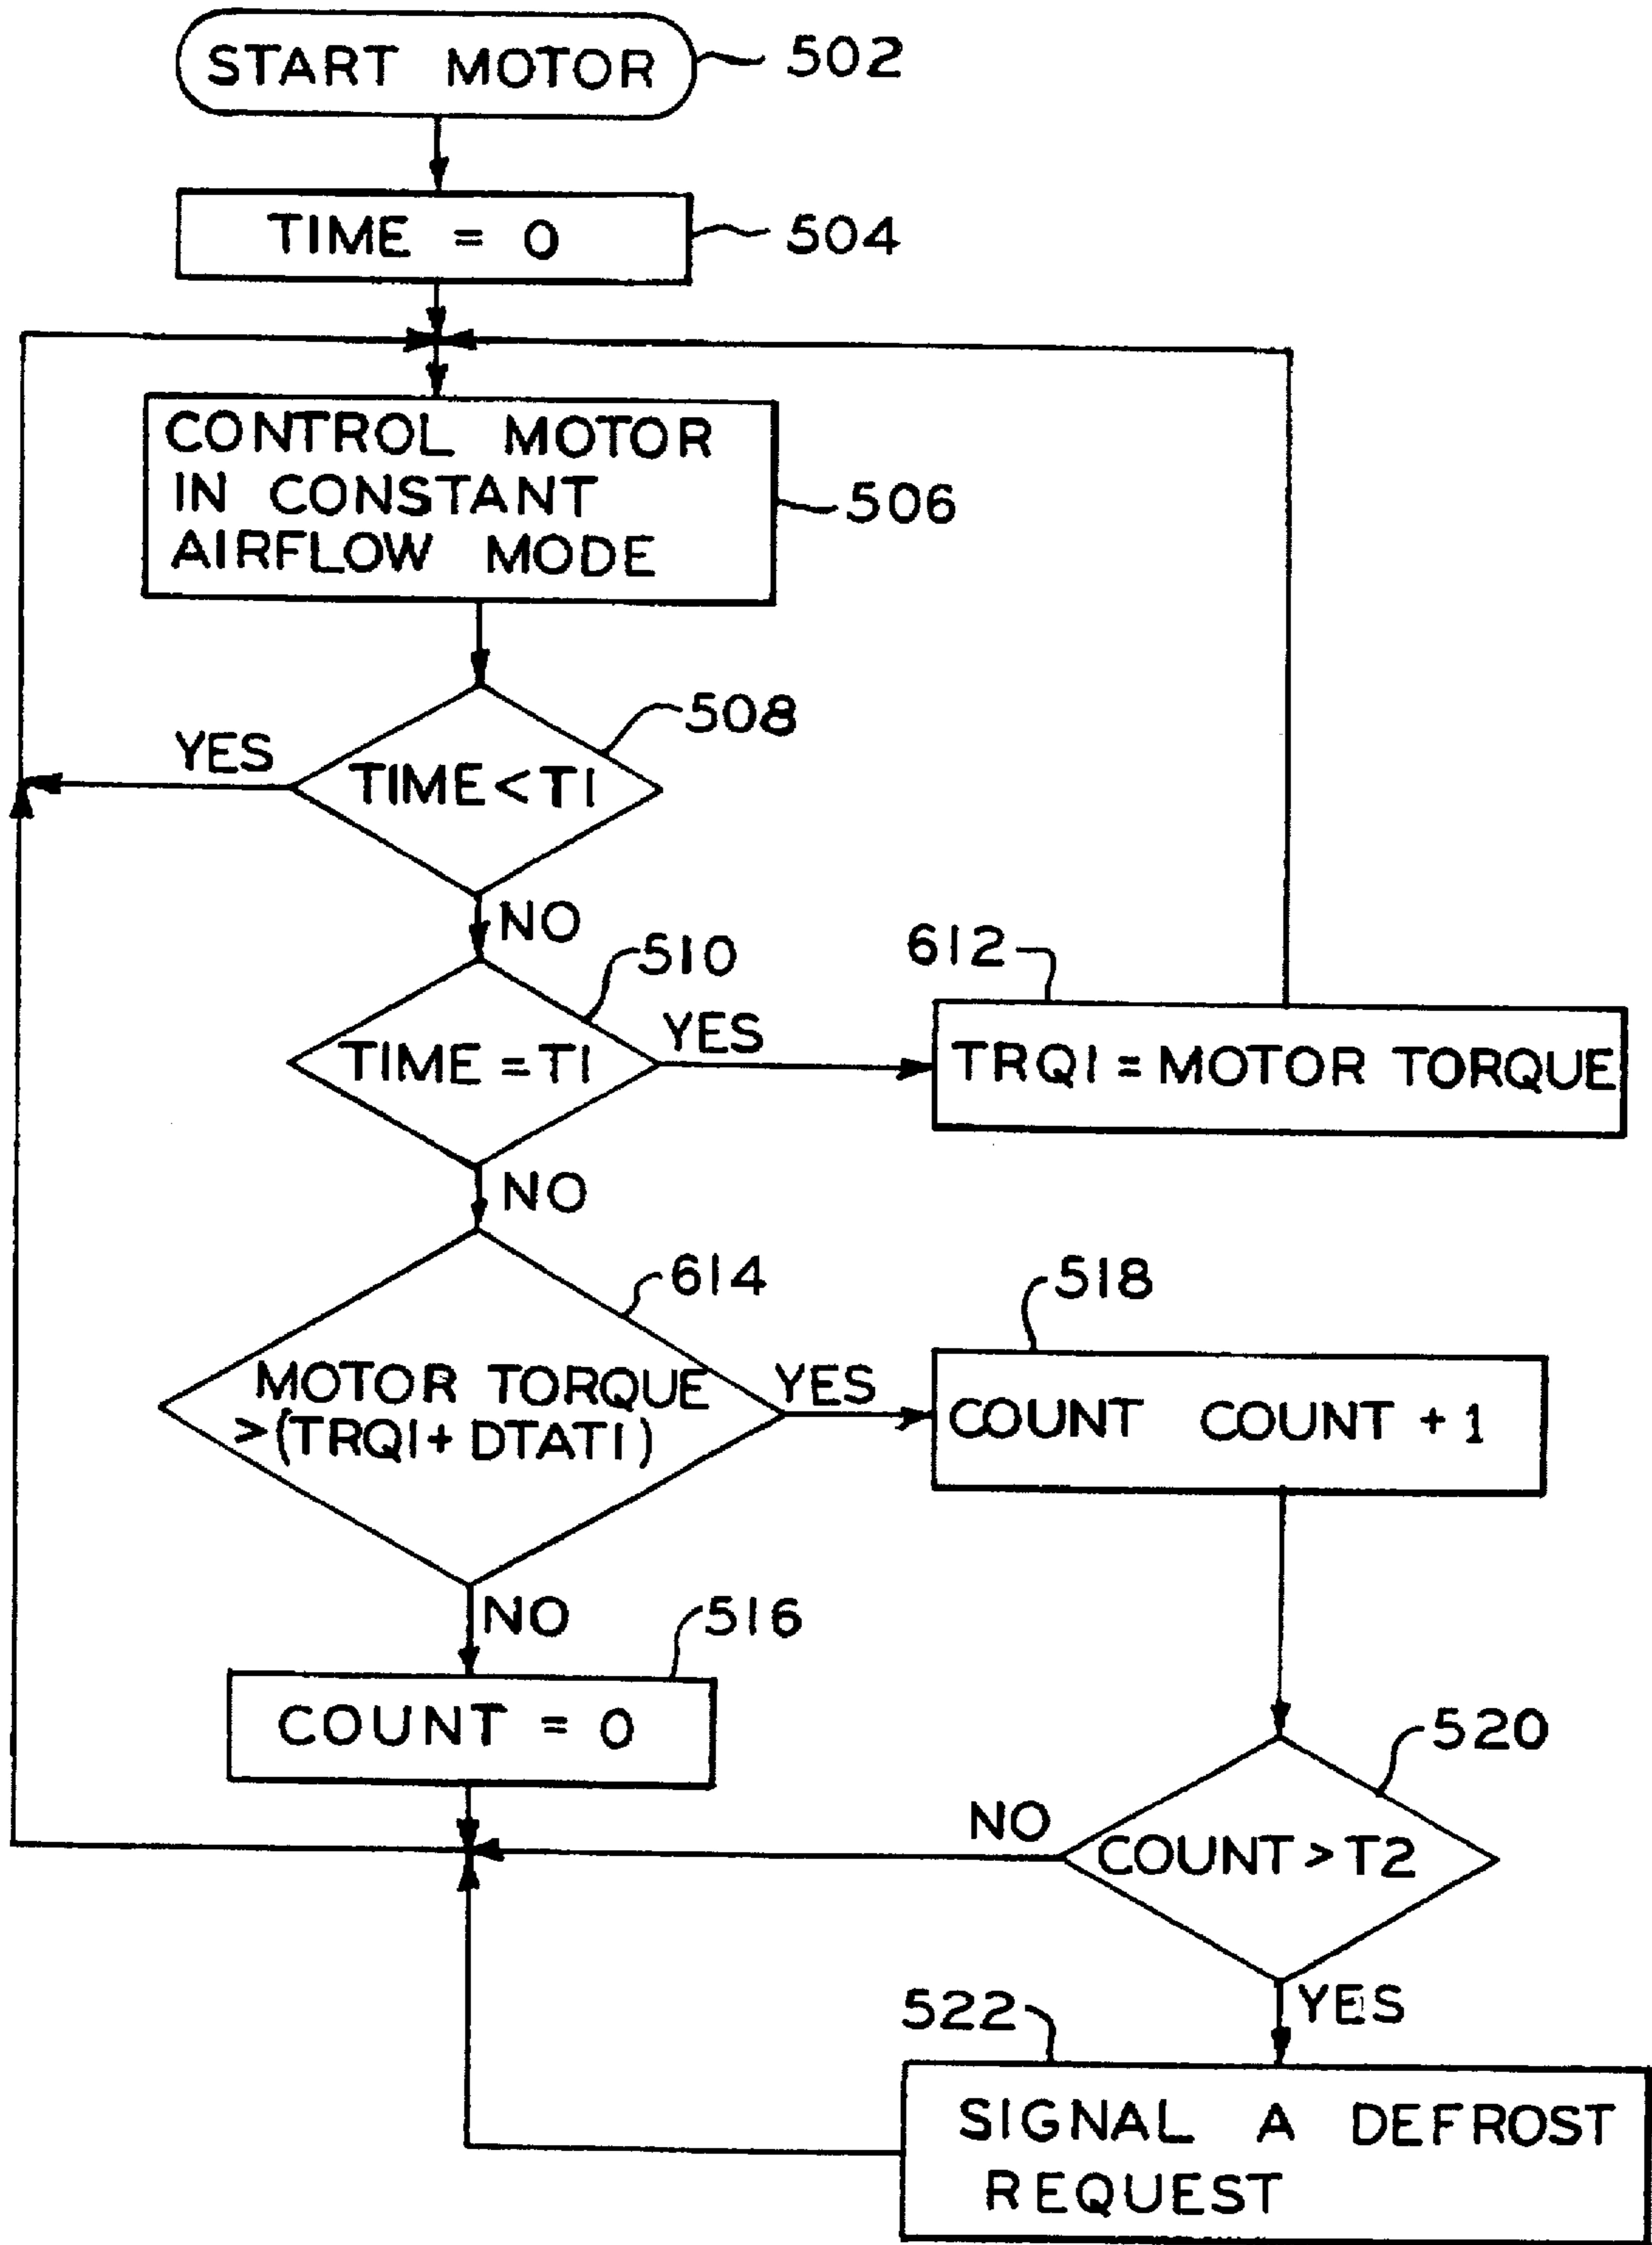 START MOTOR
502
TIME = 0
504
CONTROL MOTOR
IN CONSTANT
AIRFLOW MODE
506
508
YES
TIME < T1
NO
510
612
TIME = T1
YES
TRQ1 = MOTOR TORQUE
NO
614
518
MOTOR TORQUE
>(TRQ1+ DTAT1)
YES
COUNT COUNT + 1
NO
516
COUNT = 0
520
NO
COUNT > T2
YES
522
SIGNAL A DEFROST
REQUEST